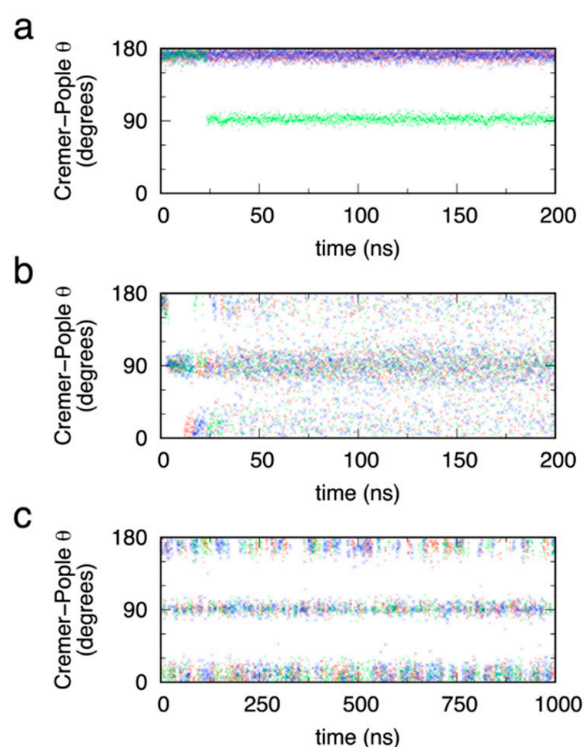 a
180
90
0
Cremer-Pople θ
(degrees)
0 50 100 150 200
time (ns)
b
180
90
0
Cremer-Pople θ
(degrees)
0 50 100 150 200
time (ns)
c
180
90
0
Cremer-Pople θ
(degrees)
0 250 500 750 1000
time (ns)